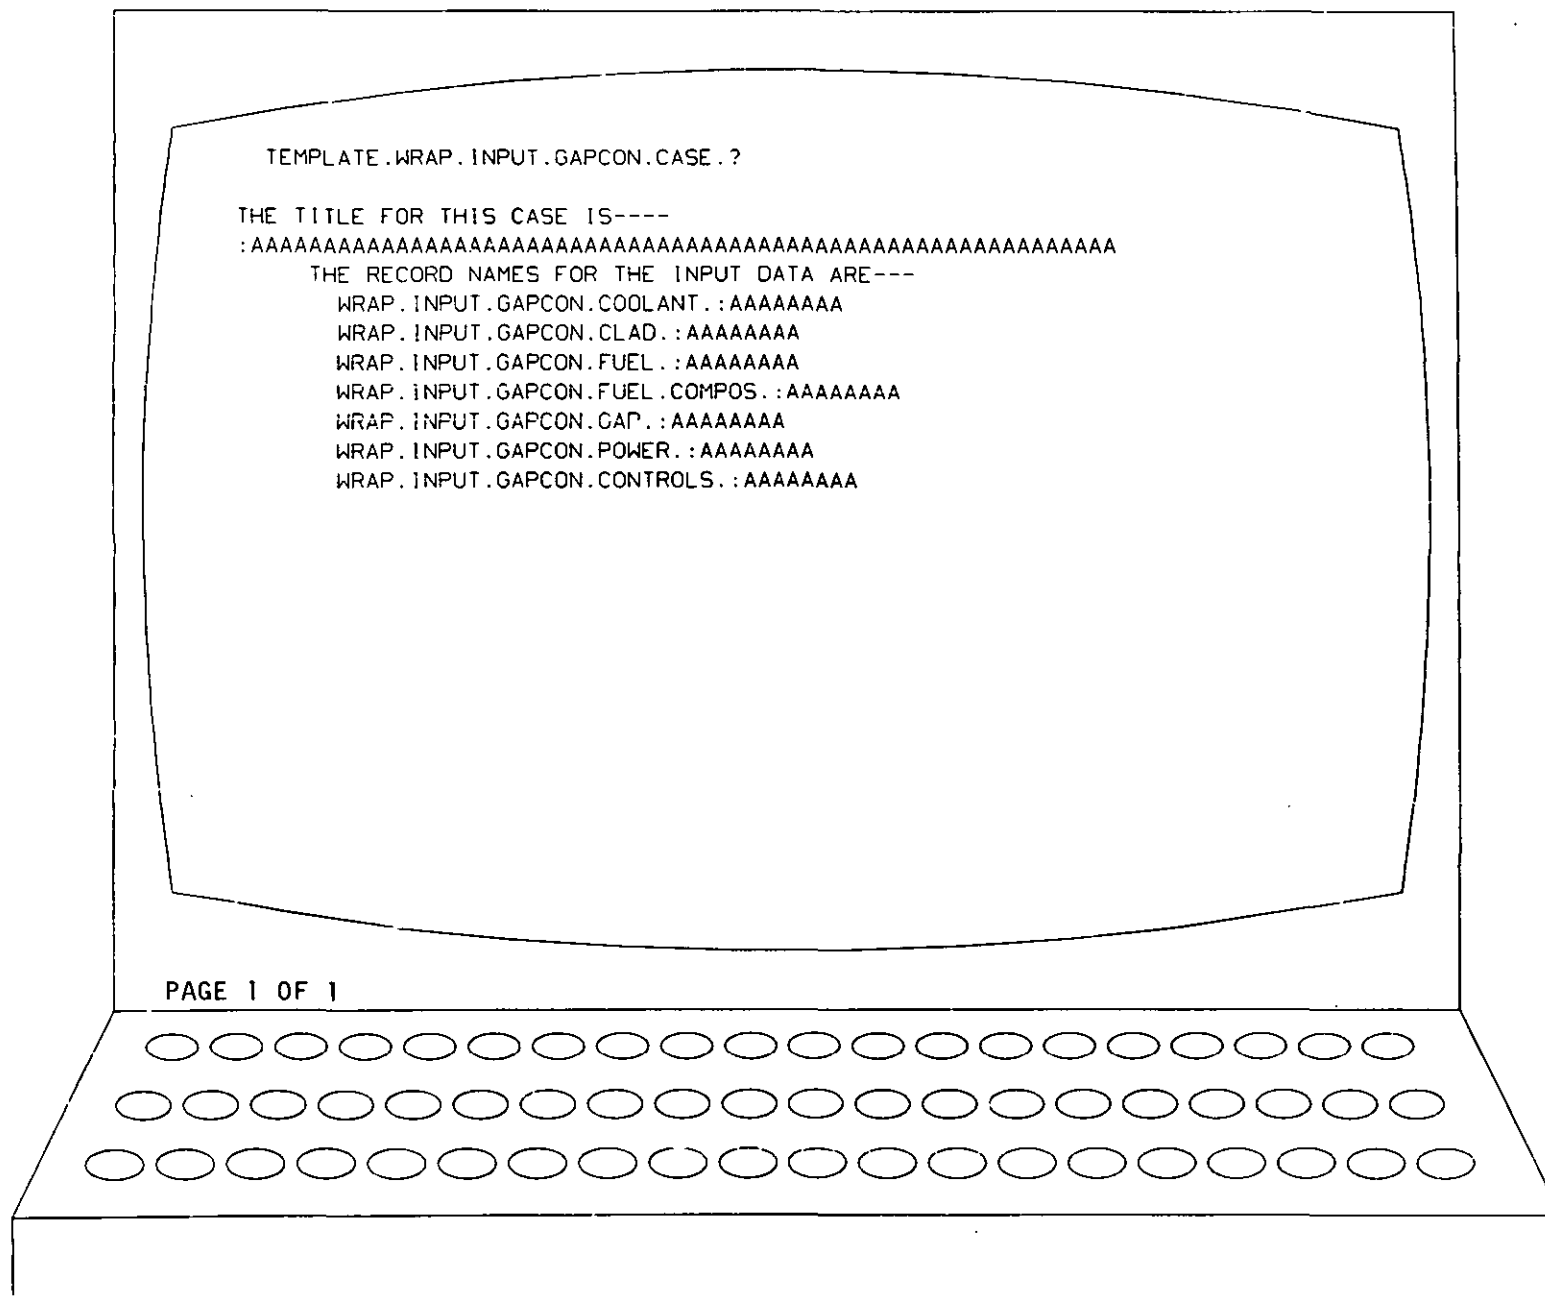 TEMPLATE.WRAP.INPUT.GAPCON.CASE.?
THE TITLE FOR THIS CASE IS----
:AAAAAAAAAAAAAAAAAAAAAAAAAAAAAAAAAAAAAAAAAAAAAAAAAAAAAAAAAAAA
THE RECORD NAMES FOR THE INPUT DATA ARE---
WRAP.INPUT.GAPCON.COOLANT.:AAAAAAAA
WRAP.INPUT.GAPCON.CLAD.:AAAAAAAA
WRAP.INPUT.GAPCON.FUEL.:AAAAAAAA
WRAP.INPUT.GAPCON.FUEL.COMPOS.:AAAAAAAA
WRAP.INPUT.GAPCON.GAP.:AAAAAAAA
WRAP.INPUT.GAPCON.POWER.:AAAAAAAA
WRAP.INPUT.GAPCON.CONTROLS.:AAAAAAAA
PAGE 1 OF 1